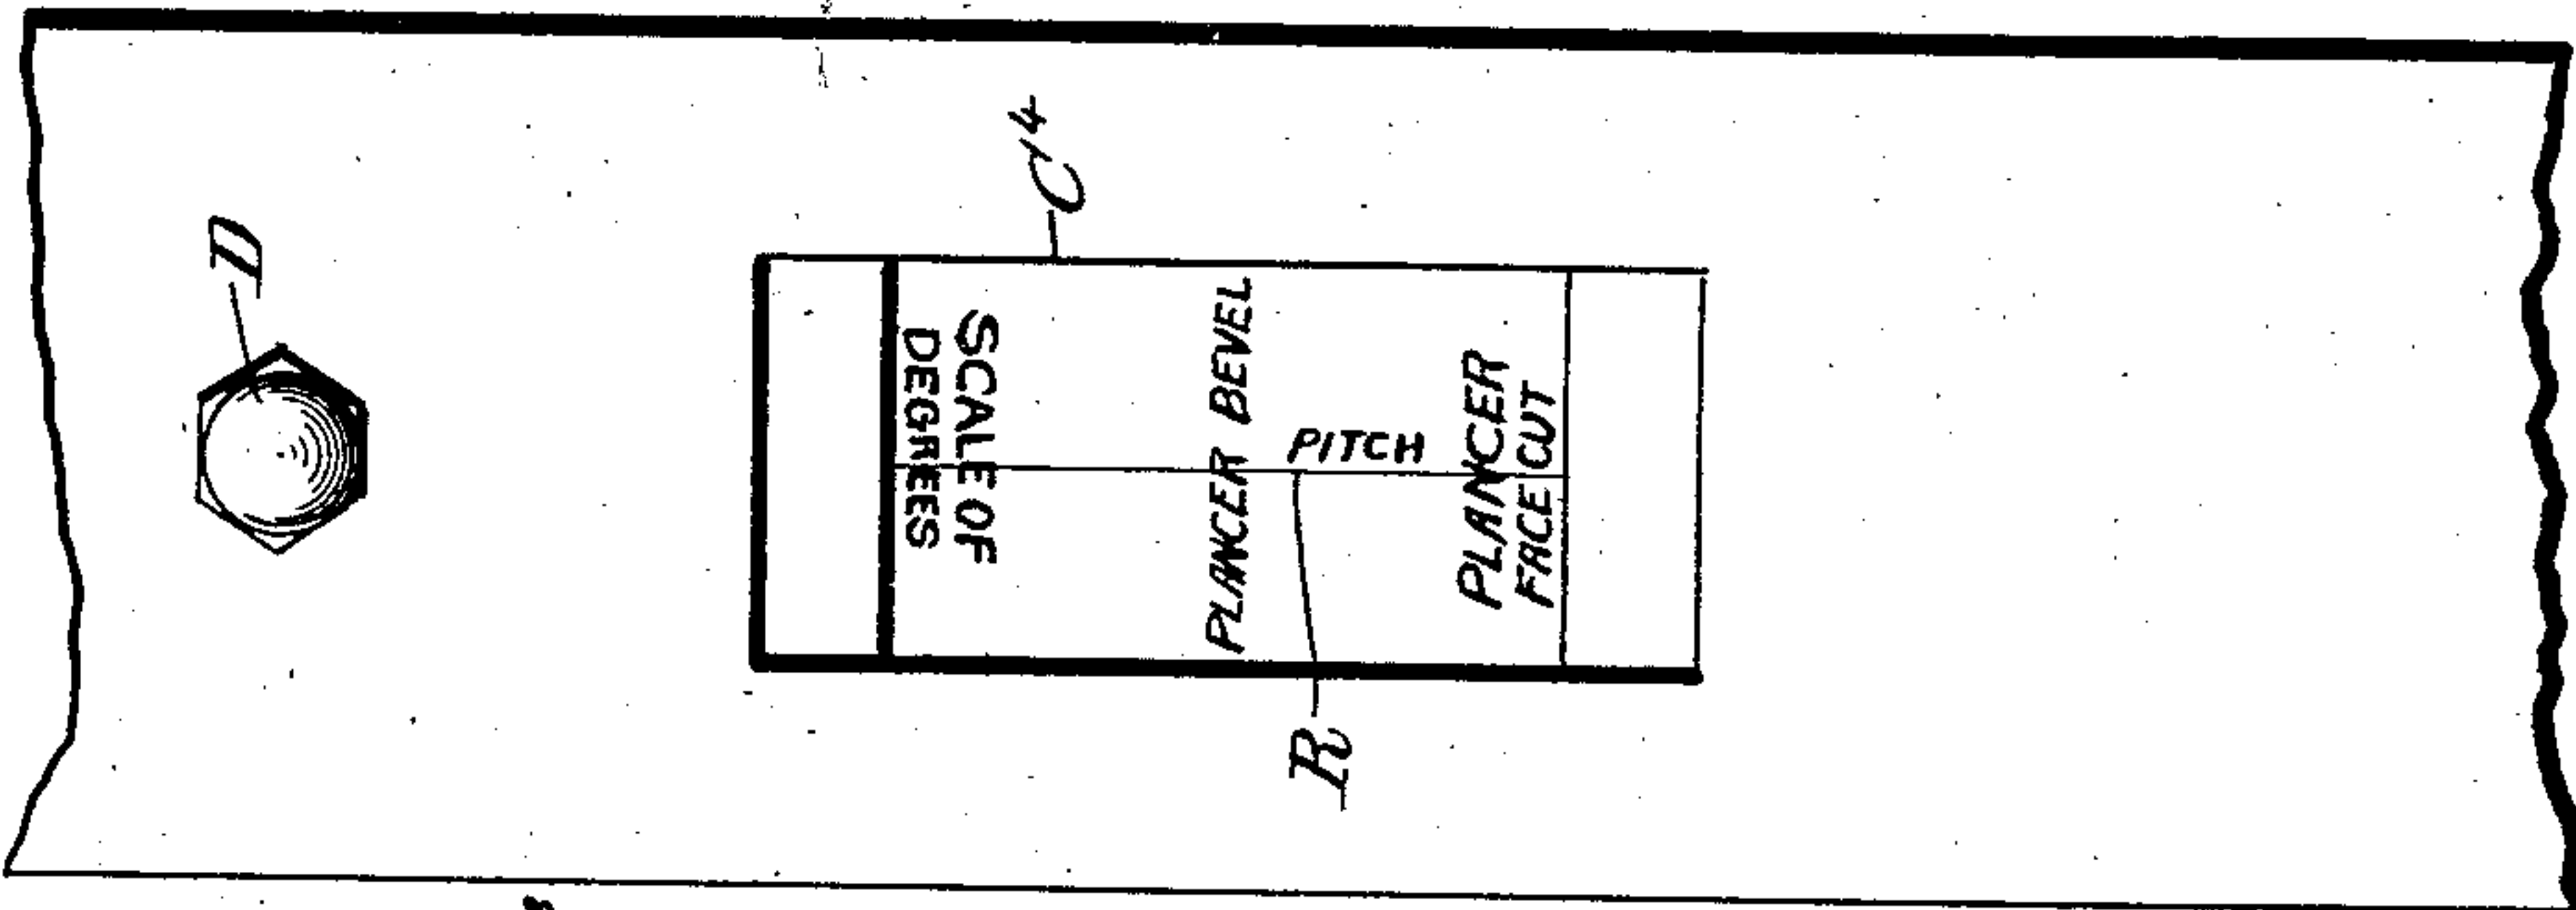 D
C⁴
SCALE OF
DEGREES
PLANCER BEVEL
PITCH
PLANCER
FACE CUT
R